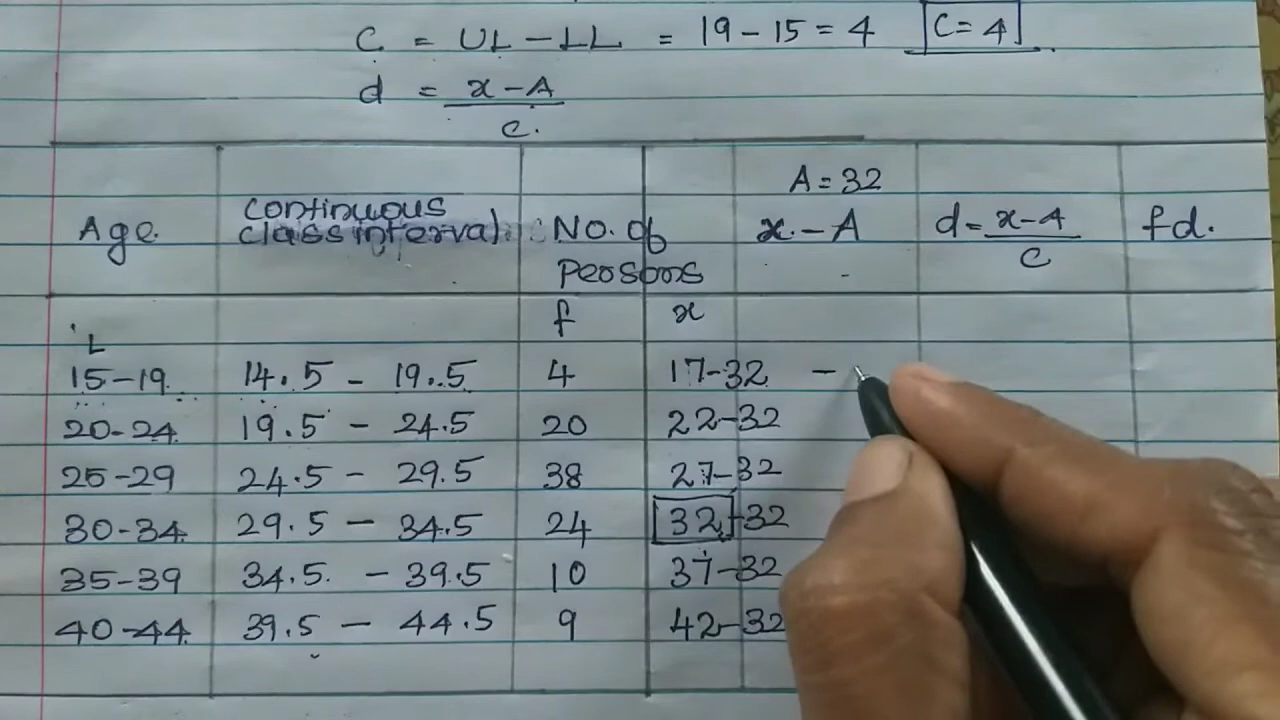 C = UL - LL = 19 - 15 = 4 C = 4
d = x - A / C.
A = 32
Age. continuous class interval. No. of Persons x - A d = x - A / C fd.
f x
L
15-19 14.5 - 19.5 4 17-32 -
20-24 19.5 - 24.5 20 22-32
25-29 24.5 - 29.5 38 27-32
30-34 29.5 - 34.5 24 32-32
35-39 34.5 - 39.5 10 37-32
40-44 39.5 - 44.5 9 42-32